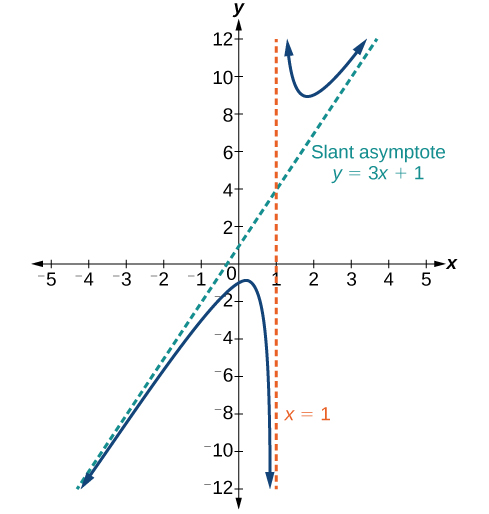 y
12
10
8
6
Slant asymptote
y = 3x + 1
4
2
x
–5 –4 –3 –2 –1 0 1 2 3 4 5
–2
–4
–6
–8
x = 1
–10
–12